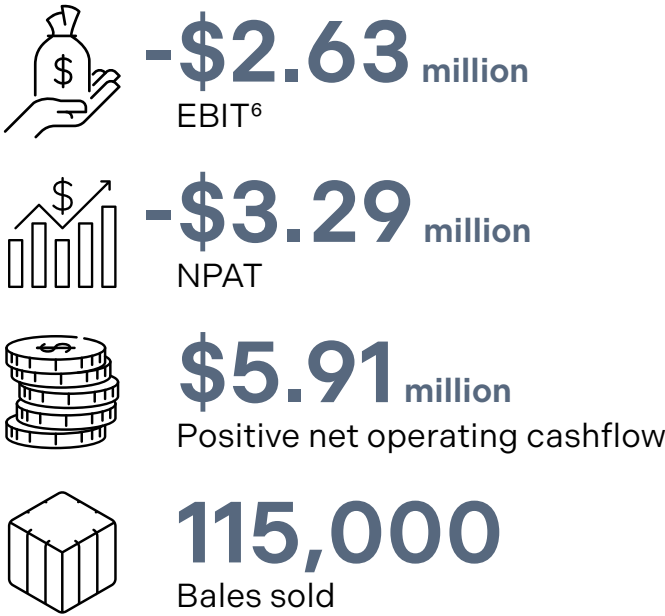 $
-$2.63 million
EBIT⁶
$
-$3.29 million
NPAT
$
$5.91 million
Positive net operating cashflow
115,000
Bales sold